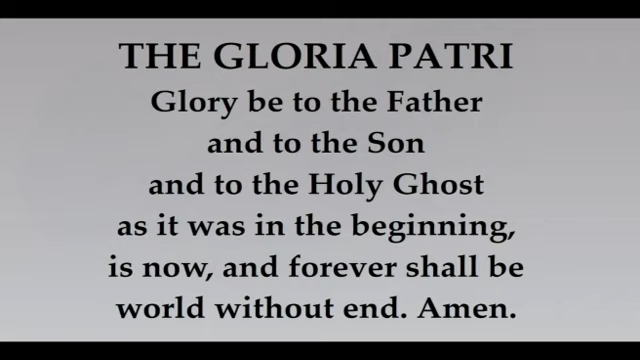 THE GLORIA PATRI
Glory be to the Father
and to the Son
and to the Holy Ghost
as it was in the beginning,
is now, and forever shall be
world without end. Amen.